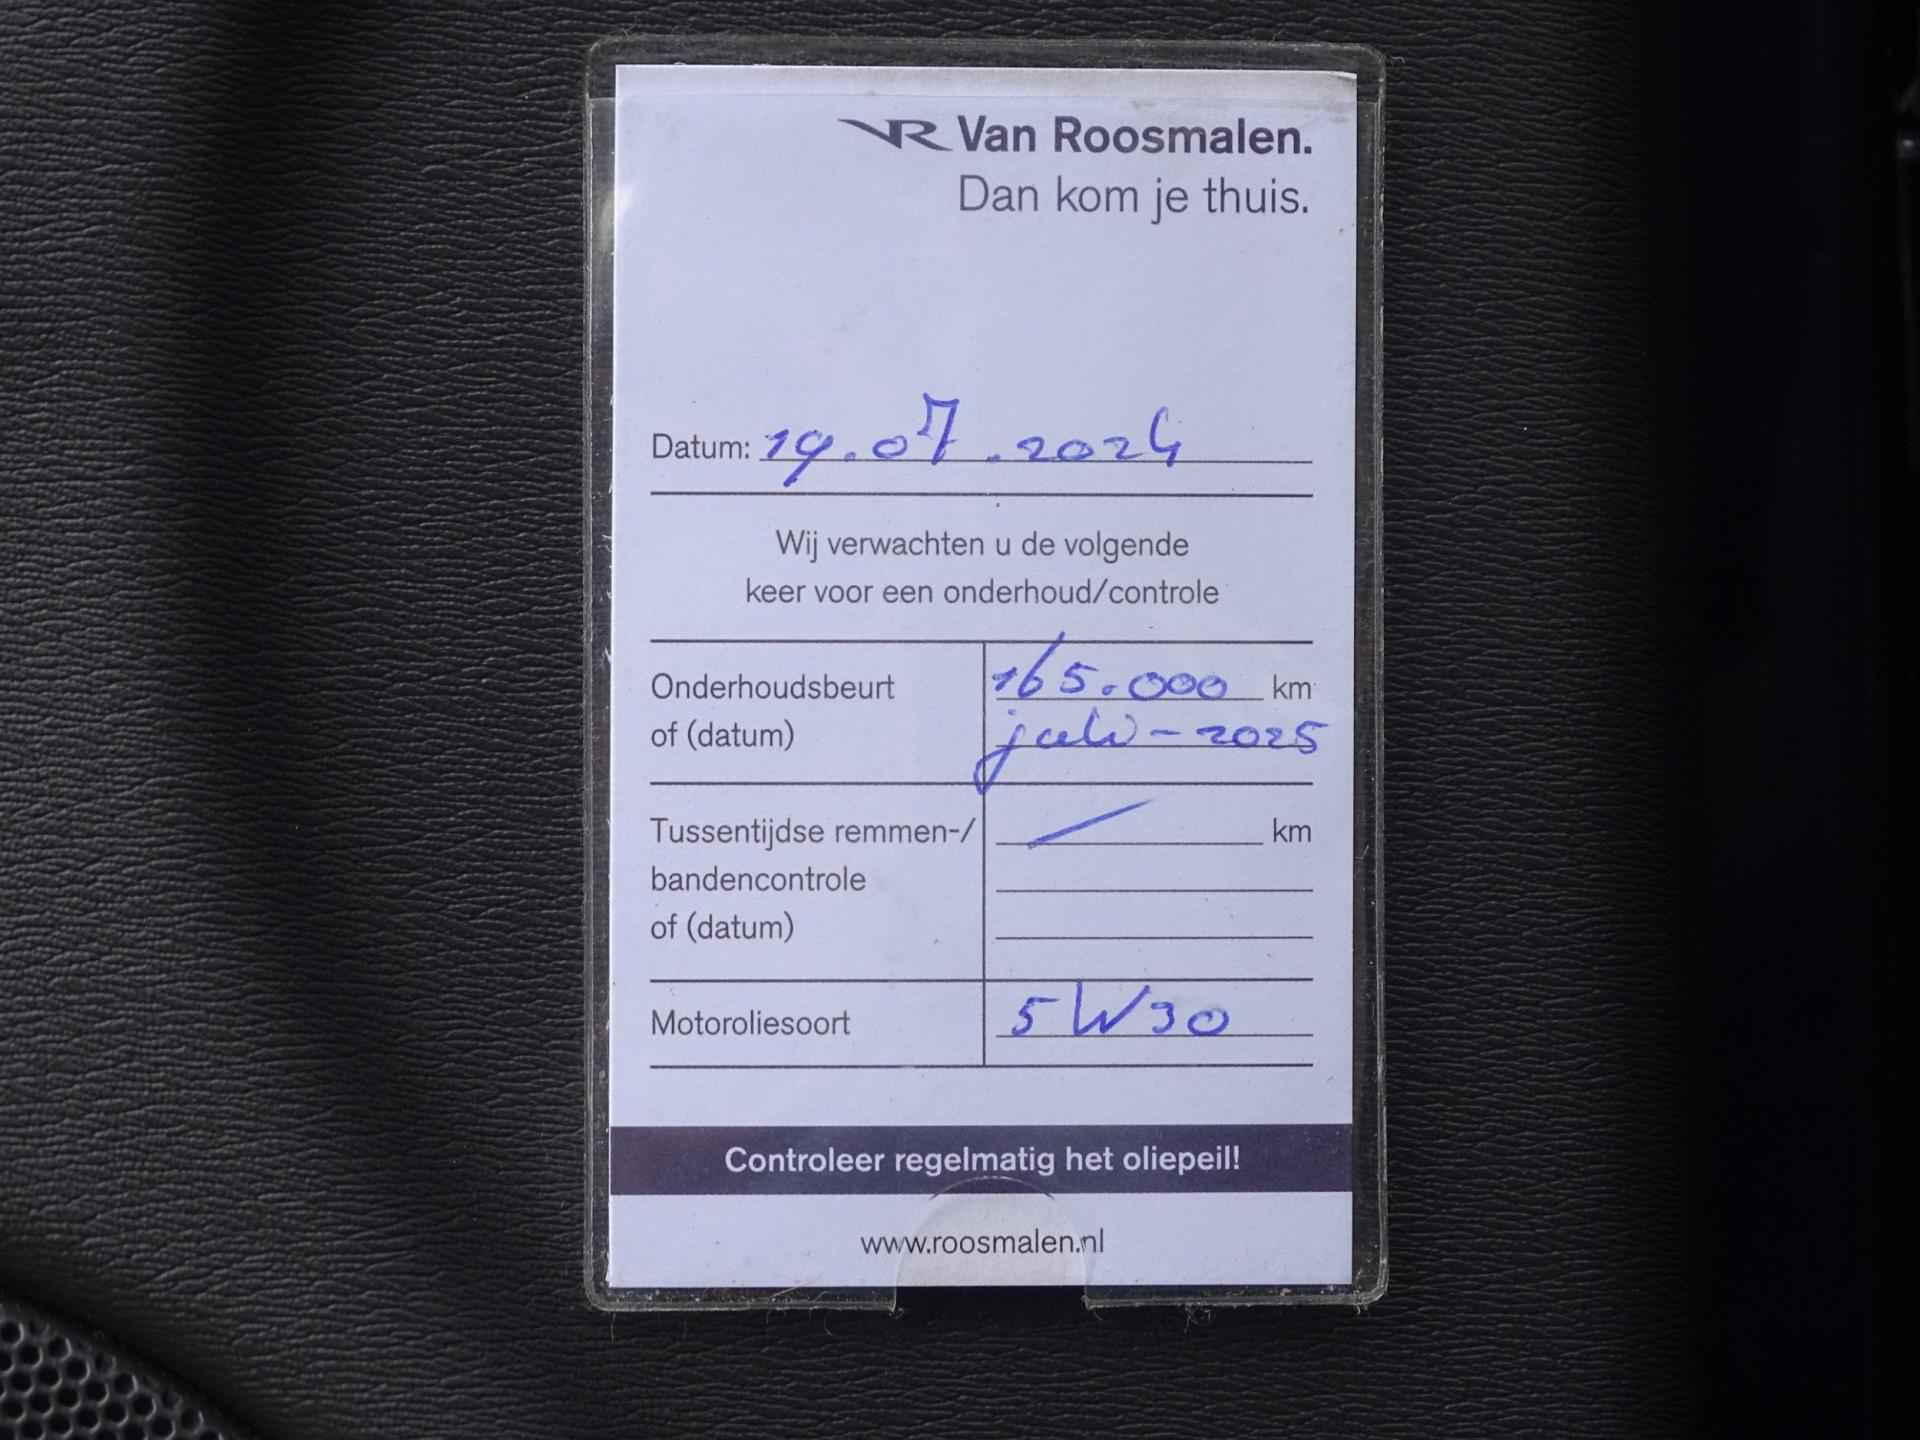 VR Van Roosmalen.
Dan kom je thuis.
Datum: 19.07.2024
Wij verwachten u de volgende
keer voor een onderhoud/controle
Onderhoudsbeurt 165.000 km
of (datum) juli-2025
Tussentijdse remmen-/ km
bandencontrole
of (datum)
Motoroliesoort 5W30
Controleer regelmatig het oliepeil!
www.roosmalen.nl